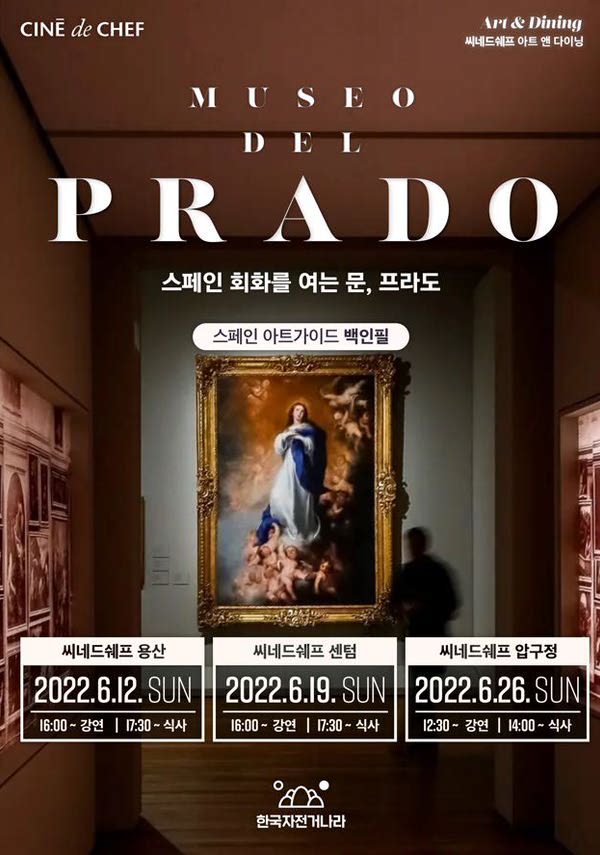 CINĒ de CHEF
Art & Dining
씨네드쉐프 아트 앤 다이닝
MUSEO
DEL
PRADO
스페인 회화를 여는 문, 프라도
스페인 아트가이드 백인필
씨네드쉐프 용산
2022.6.12. SUN
16:00 ~ 강연 | 17:30 ~ 식사
씨네드쉐프 센텀
2022.6.19. SUN
16:00 ~ 강연 | 17:30 ~ 식사
씨네드쉐프 압구정
2022.6.26. SUN
12:30 ~ 강연 | 14:00 ~ 식사
한국자전거나라